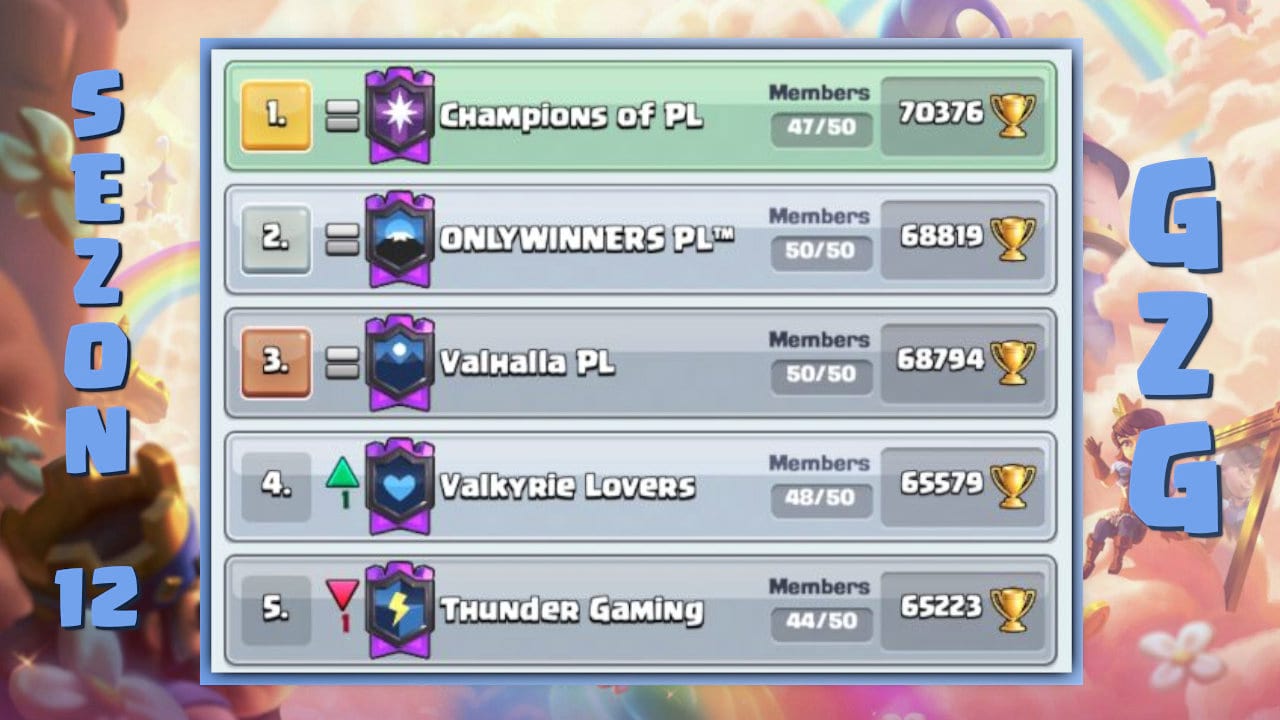 SEZON
12
1.
Champions of PL
Members
47/50
70376
2.
ONLYWINNERS PL™
Members
50/50
68819
3.
Valhalla PL
Members
50/50
68794
4.
1
Valkyrie Lovers
Members
48/50
65579
5.
1
Thunder Gaming
Members
44/50
65223
GZG